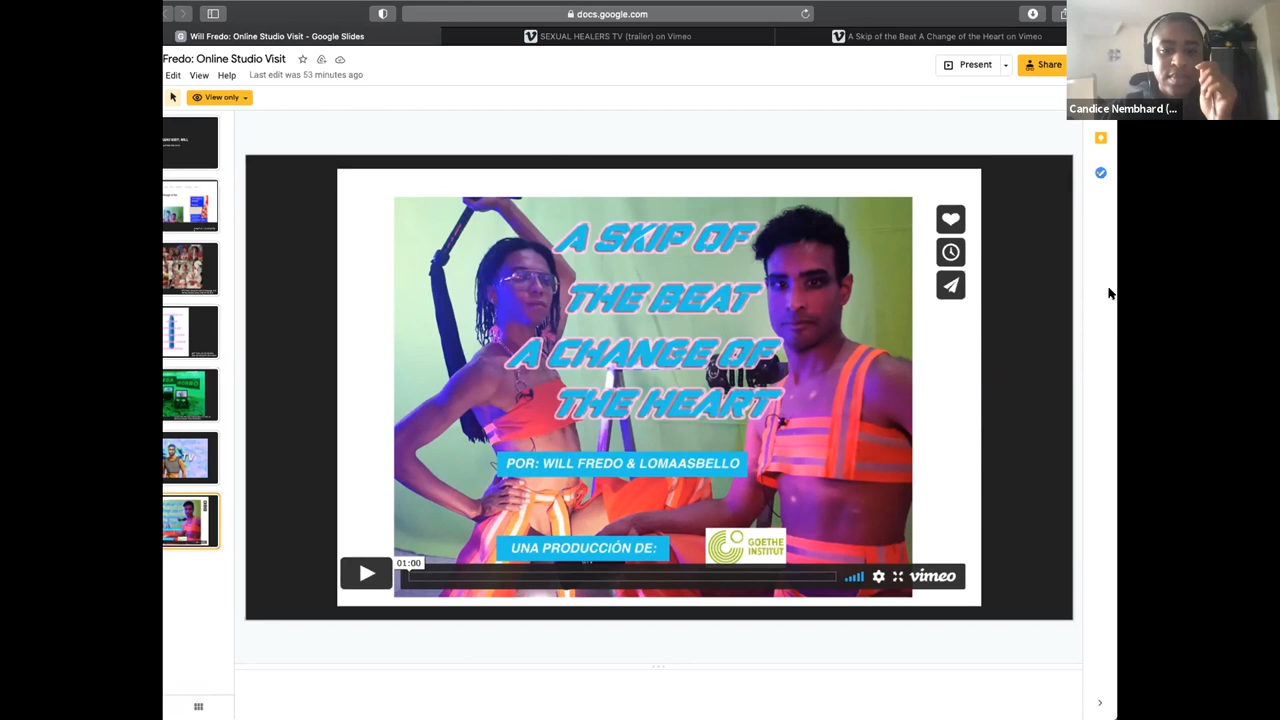 docs.google.com
Will Fredo: Online Studio Visit - Google Slides
SEXUAL HEALERS TV (trailer) on Vimeo
A Skip of the Beat A Change of the Heart on Vimeo
Fredo: Online Studio Visit
Edit View Help Last edit was 53 minutes ago
Present
Share
View only
Candice Nembhard (...
A SKIP OF
THE BEAT
A CHANGE OF
THE HEART
POR: WILL FREDO & LOMAASBELLO
UNA PRODUCCIÓN DE:
GOETHE
INSTITUT
01:00
vimeo